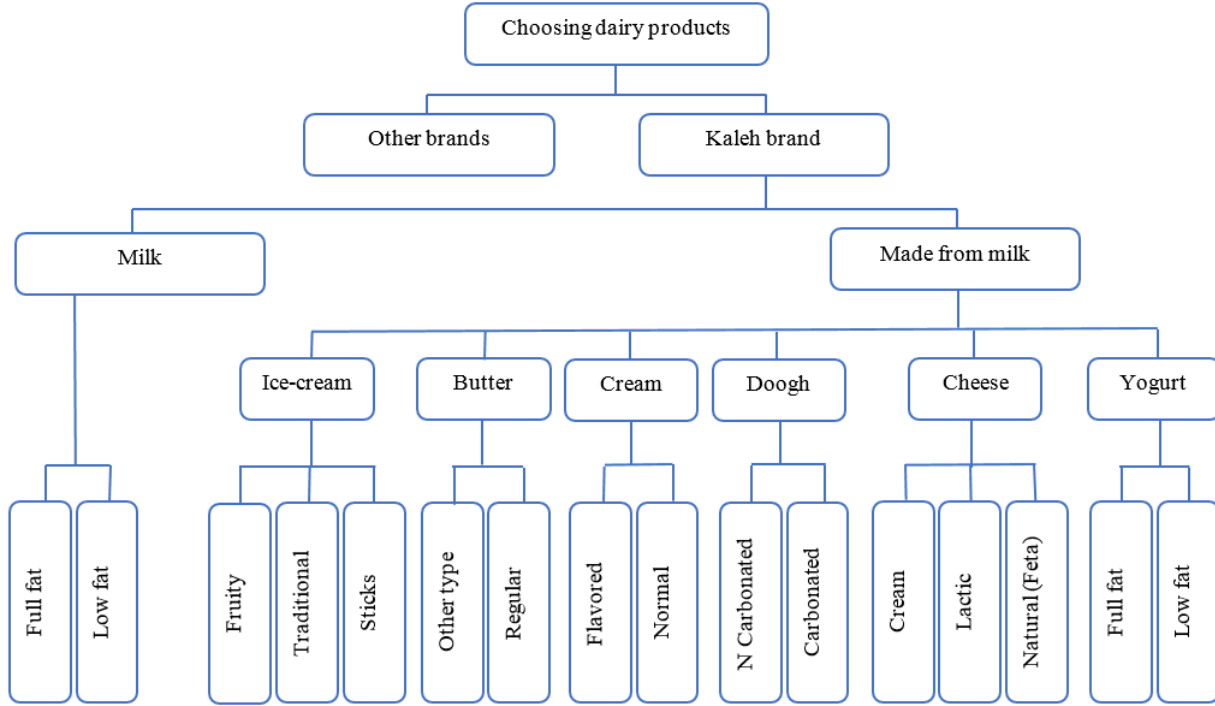 Choosing dairy products
Other brands
Kaleh brand
Milk
Made from milk
Ice-cream
Butter
Cream
Doogh
Cheese
Yogurt
Full fat
Low fat
Fruity
Traditional
Sticks
Other type
Regular
Flavored
Normal
N Carbonated
Carbonated
Cream
Lactic
Natural (Feta)
Full fat
Low fat